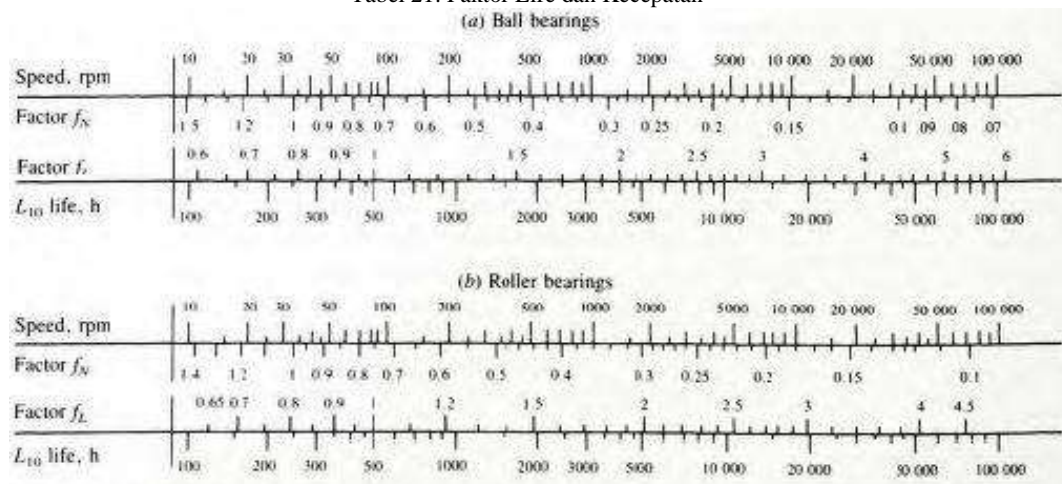 Tabel 21. Faktor Life dan Kecepatan
(a) Ball bearings
10 20 30 50 100 200 500 1000 2000 5000 10 000 20 000 50 000 100 000
Speed, rpm
Factor f_N
1.5 1.2 1 0.9 0.8 0.7 0.6 0.5 0.4 0.3 0.25 0.2 0.15 0.1 .09 .08 .07
0.6 0.7 0.8 0.9 1 1.5 2 2.5 3 4 5 6
Factor f_L
L_10 life, h
100 200 300 500 1000 2000 3000 5000 10 000 20 000 50 000 100 000
(b) Roller bearings
10 20 30 50 100 200 500 1000 2000 5000 10 000 20 000 50 000 100 000
Speed, rpm
Factor f_N
1.4 1.2 1 0.9 0.8 0.7 0.6 0.5 0.4 0.3 0.25 0.2 0.15 0.1
0.65 0.7 0.8 0.9 1 1.2 1.5 2 2.5 3 4 4.5
Factor f_L
L_10 life, h
100 200 300 500 1000 2000 3000 5000 10 000 20 000 50 000 100 000